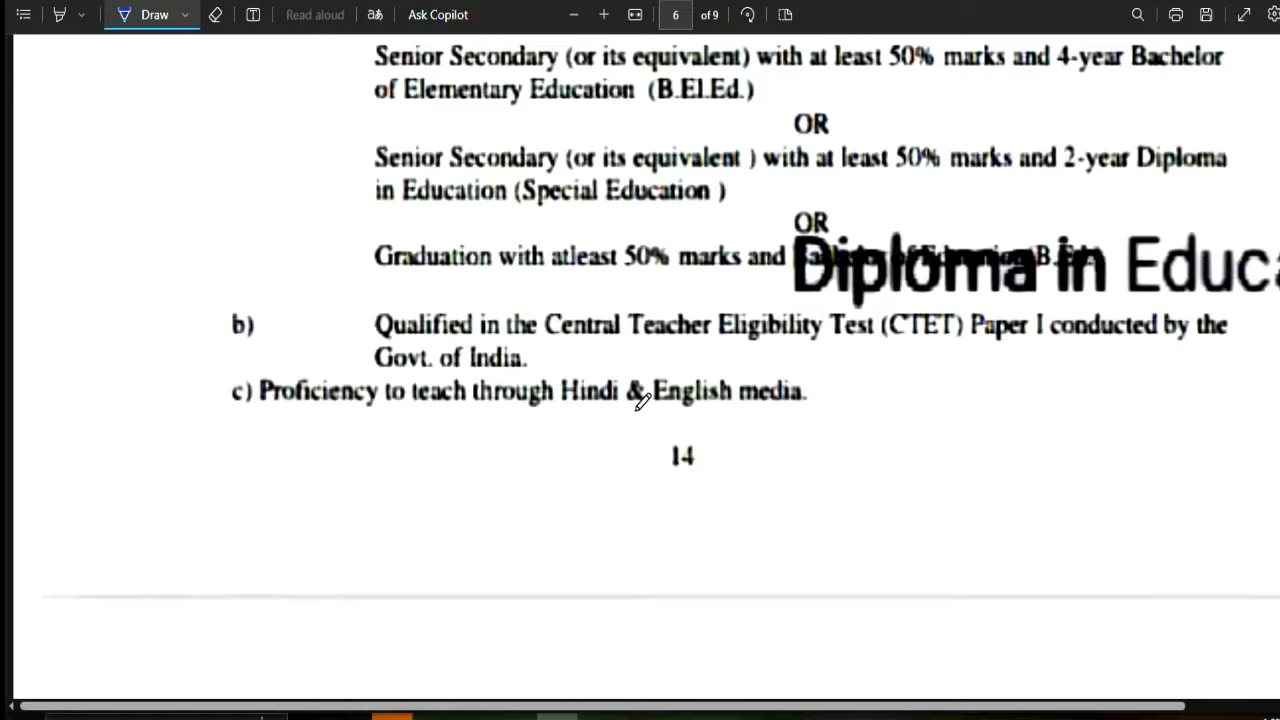 Draw
Read aloud
Ask Copilot
6 of 9
Senior Secondary (or its equivalent) with at least 50% marks and 4-year Bachelor
of Elementary Education (B.El.Ed.)
OR
Senior Secondary (or its equivalent ) with at least 50% marks and 2-year Diploma
in Education (Special Education )
OR
Graduation with atleast 50% marks and
Diploma in Educa
b) Qualified in the Central Teacher Eligibility Test (CTET) Paper I conducted by the
Govt. of India.
c) Proficiency to teach through Hindi & English media.
14